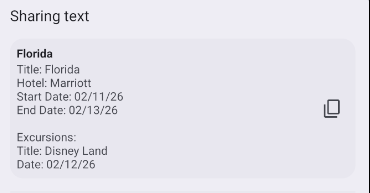 Sharing text
Florida
Title: Florida
Hotel: Marriott
Start Date: 02/11/26
End Date: 02/13/26
Excursions:
Title: Disney Land
Date: 02/12/26